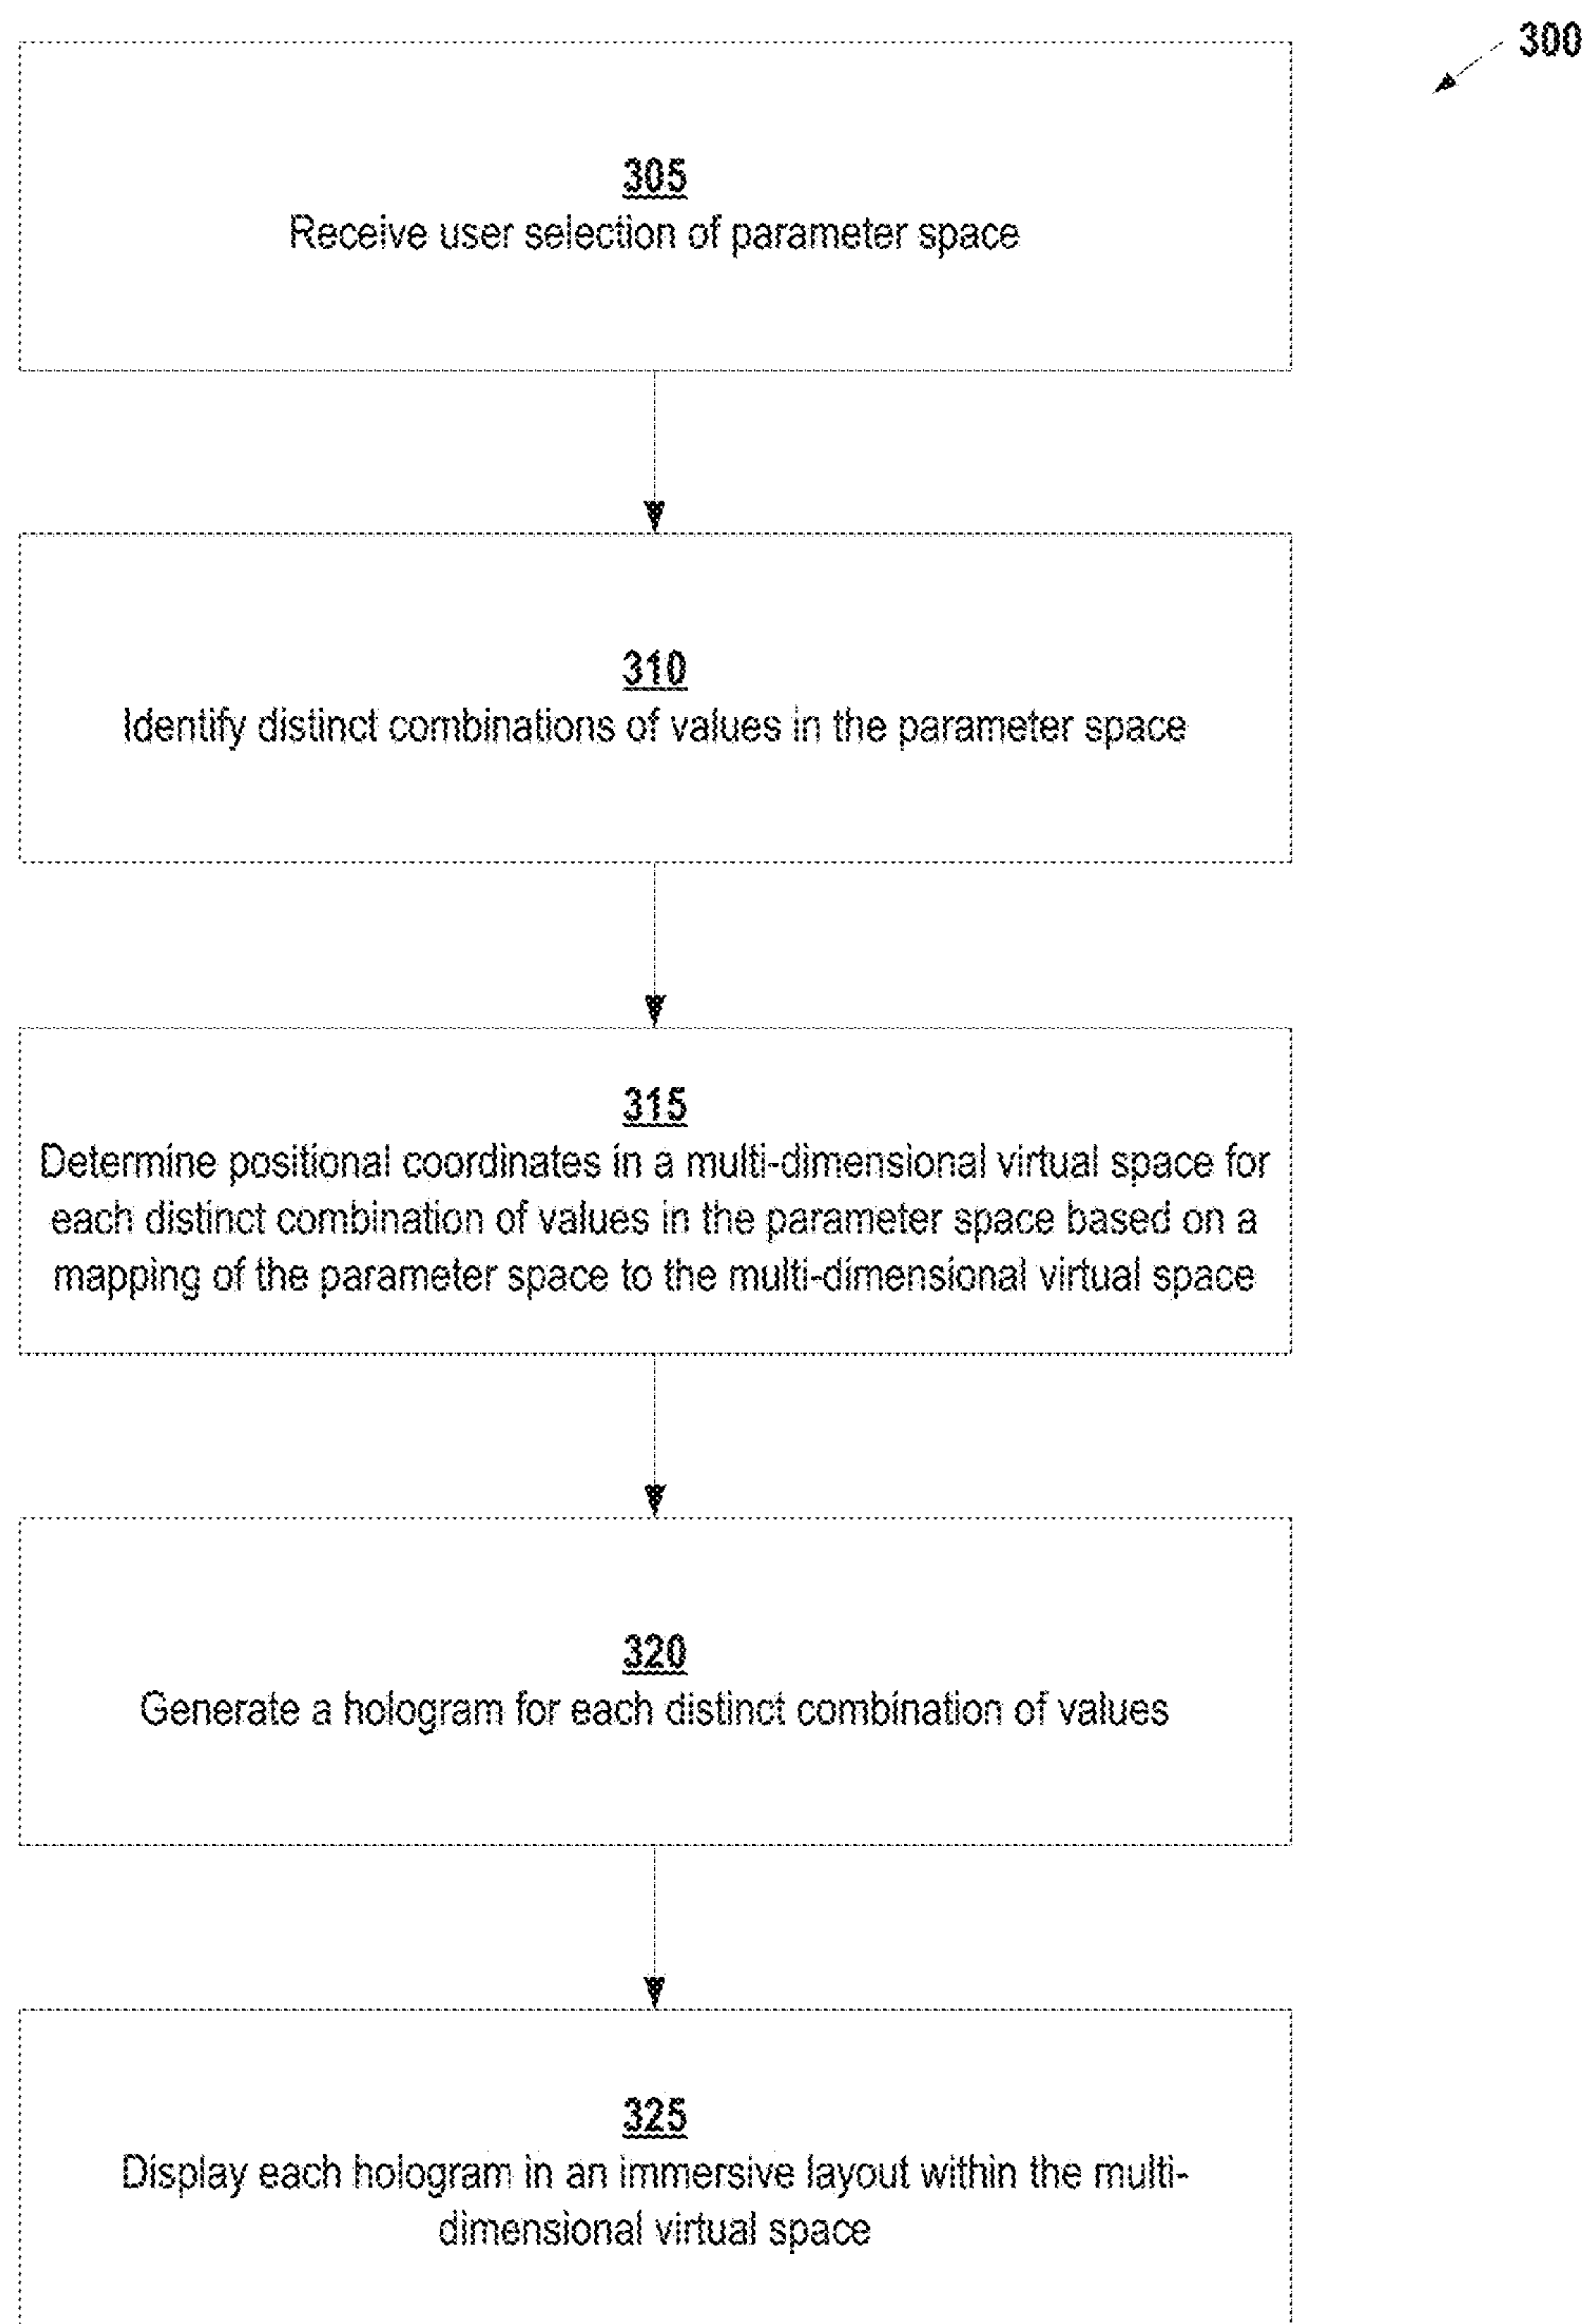 300
305
Receive user selection of parameter space
310
Identify distinct combinations of values in the parameter space
315
Determine positional coordinates in a multi-dimensional virtual space for
each distinct combination of values in the parameter space based on a
mapping of the parameter space to the multi-dimensional virtual space
320
Generate a hologram for each distinct combination of values
325
Display each hologram in an immersive layout within the multi-
dimensional virtual space